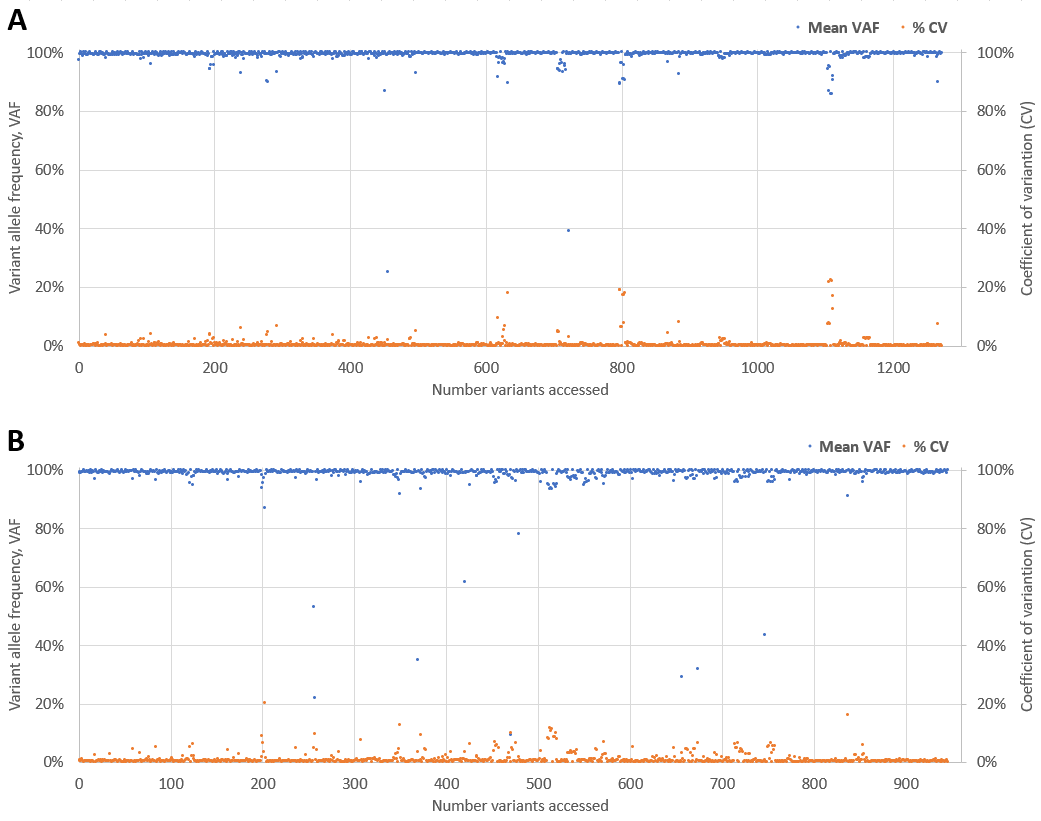 A
Mean VAF % CV
100% 100%
80% 80%
60% 60%
40% 40%
20% 20%
0% 0%
Variant allele frequency, VAF
Coefficient of variantion (CV)
0 200 400 600 800 1000 1200
Number variants accessed
B
Mean VAF % CV
100% 100%
80% 80%
60% 60%
40% 40%
20% 20%
0% 0%
Variant allele frequency, VAF
Coefficient of variantion (CV)
0 100 200 300 400 500 600 700 800 900
Number variants accessed